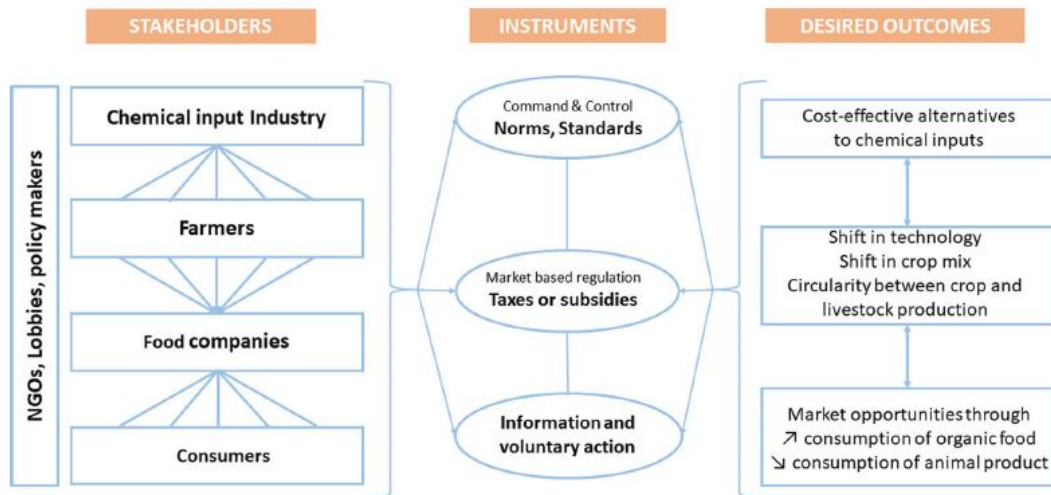 STAKEHOLDERS
INSTRUMENTS
DESIRED OUTCOMES
NGOs, Lobbies, policy makers
Chemical input Industry
Farmers
Food companies
Consumers
Command & Control
Norms, Standards
Market based regulation
Taxes or subsidies
Information and
voluntary action
Cost-effective alternatives
to chemical inputs
Shift in technology
Shift in crop mix
Circularity between crop and
livestock production
Market opportunities through
↗ consumption of organic food
↘ consumption of animal product